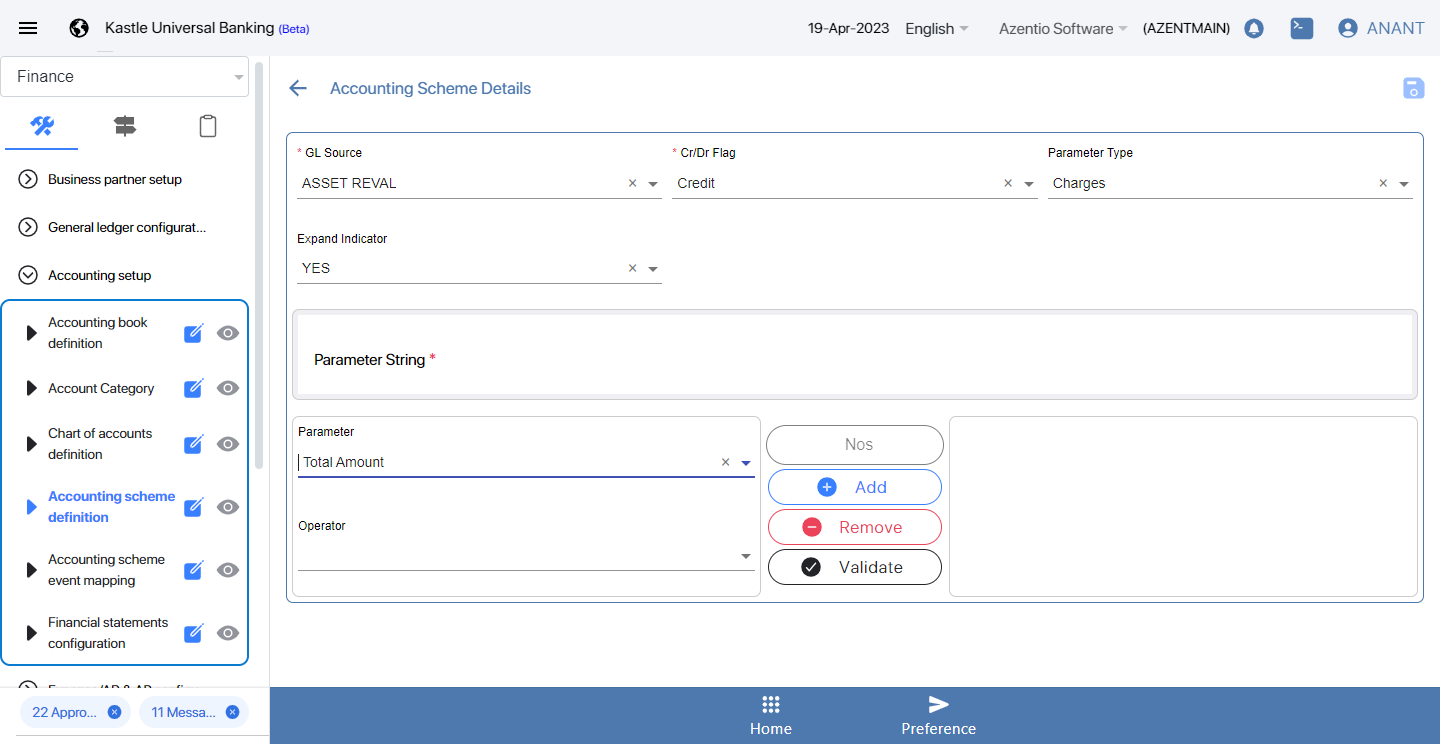 Kastle Universal Banking (Beta)
19-Apr-2023
English
Azentio Software
(AZENTMAIN)
ANANT
Finance
Business partner setup
General ledger configurat...
Accounting setup
Accounting book
definition
Account Category
Chart of accounts
definition
Accounting scheme
definition
Accounting scheme
event mapping
Financial statements
configuration
22 Appro...
11 Messa...
Accounting Scheme Details
* GL Source
* Cr/Dr Flag
Parameter Type
ASSET REVAL
Credit
Charges
Expand Indicator
YES
Parameter String *
Parameter
Total Amount
Operator
Nos
Add
Remove
Validate
Home
Preference